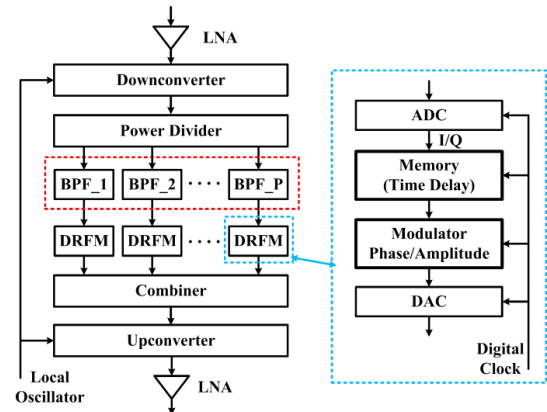 LNA
Downconverter
Power Divider
BPF_1 BPF_2 · · · · BPF_P
DRFM DRFM · · · · DRFM
Combiner
Upconverter
Local
Oscillator
LNA
ADC
I/Q
Memory
(Time Delay)
Modulator
Phase/Amplitude
DAC
Digital
Clock